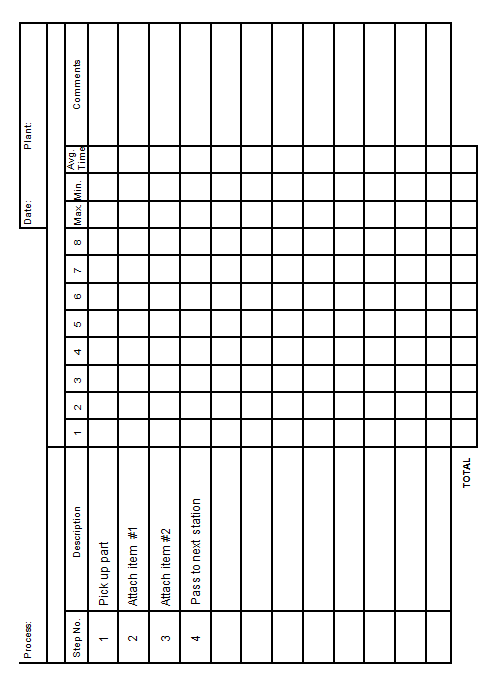 Process: Date: Plant:
Step No. Description 1 2 3 4 5 6 7 8 Max Min. Avg. Time Comments
1 Pick up part
2 Attach item #1
3 Attach item #2
4 Pass to next station
TOTAL